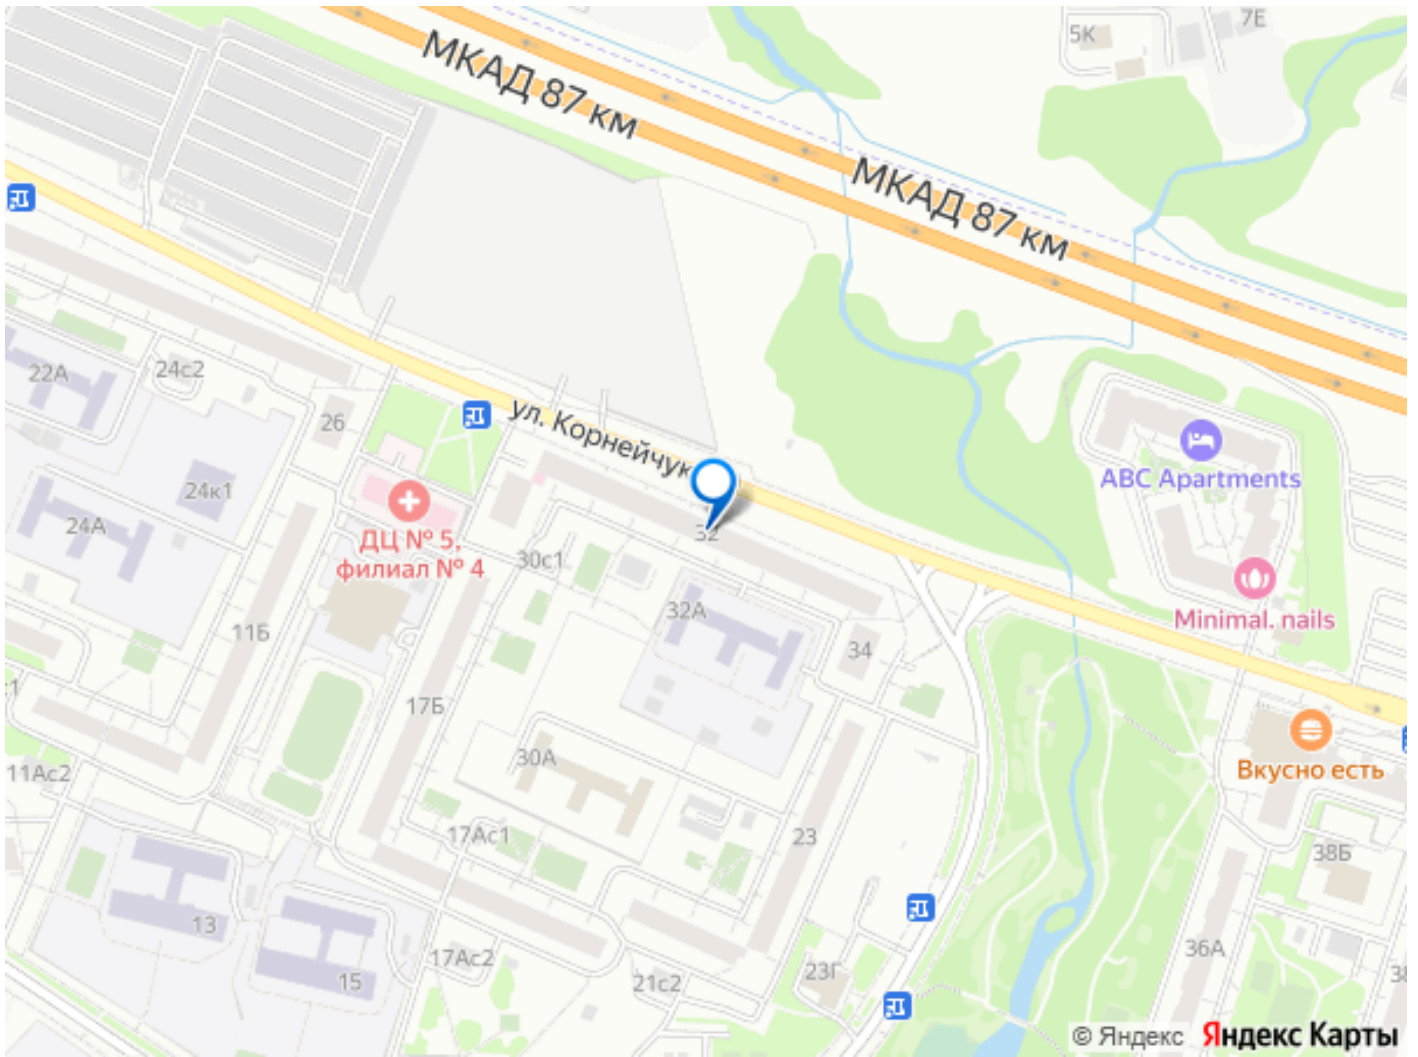 7Е
5К
МКАД 87 км
МКАД 87 км
22А
24с2
26
ул. Корнейчук
ABC Apartments
24к1
24А
ДЦ № 5,
филиал № 4
32
30с1
32А
Minimal. nails
11Б
34
17Б
Вкусно есть
30А
11Ас2
17Ас1
23
38Б
13
15
17Ас2
21с2
23Г
36А
© Яндекс Яндекс Карты